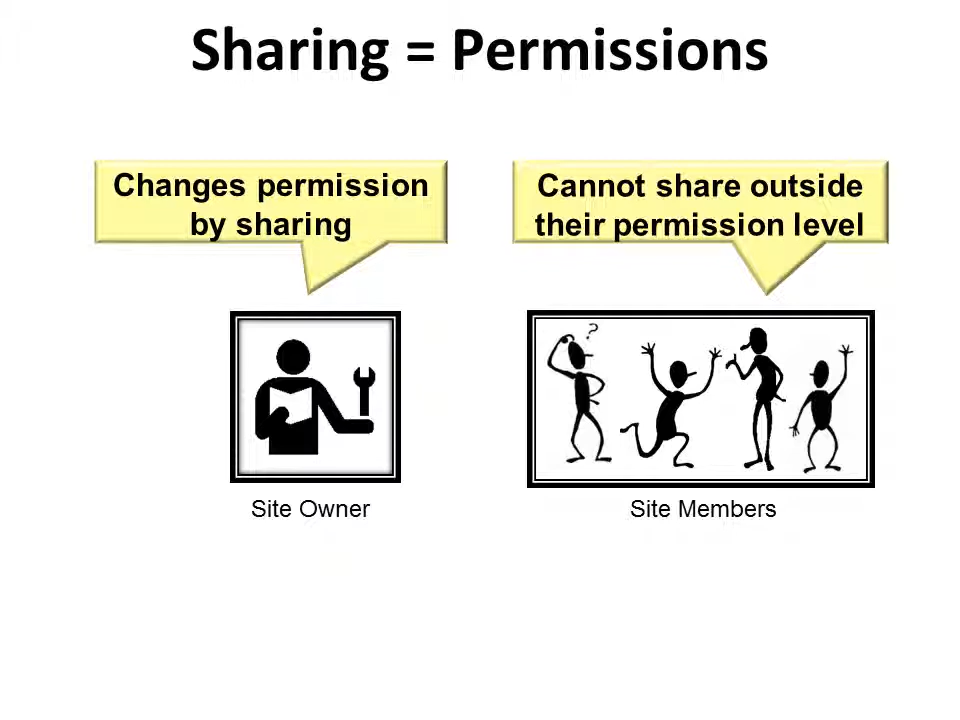 Sharing = Permissions
Changes permission
by sharing
Cannot share outside
their permission level
?
Site Owner
Site Members